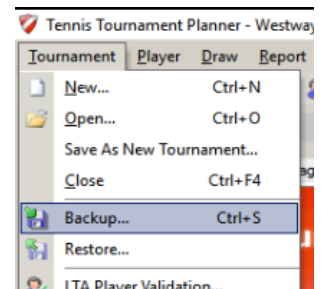 Tennis Tournament Planner - Westway
Tournament Player Draw Report
New... Ctrl+N
Open... Ctrl+O
Save As New Tournament...
Close Ctrl+F4
Backup... Ctrl+S
Restore...
LTA Player Validation...